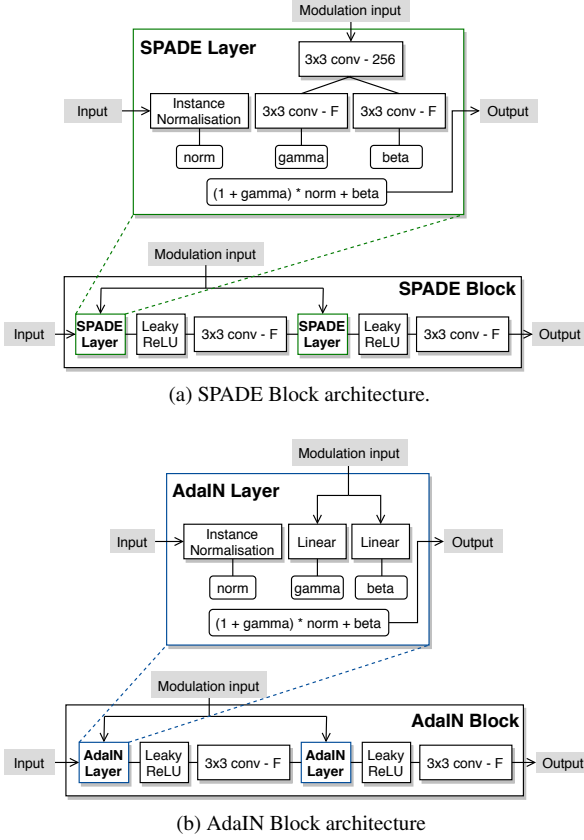 Modulation input
SPADE Layer
3x3 conv - 256
Input
Instance
Normalisation
3x3 conv - F
3x3 conv - F
Output
norm
gamma
beta
(1 + gamma) * norm + beta
Modulation input
SPADE Block
Input
SPADE
Layer
Leaky
ReLU
3x3 conv - F
SPADE
Layer
Leaky
ReLU
3x3 conv - F
Output
(a) SPADE Block architecture.
Modulation input
AdaIN Layer
Input
Instance
Normalisation
Linear
Linear
Output
norm
gamma
beta
(1 + gamma) * norm + beta
Modulation input
AdaIN Block
Input
AdaIN
Layer
Leaky
ReLU
3x3 conv - F
AdaIN
Layer
Leaky
ReLU
3x3 conv - F
Output
(b) AdaIN Block architecture